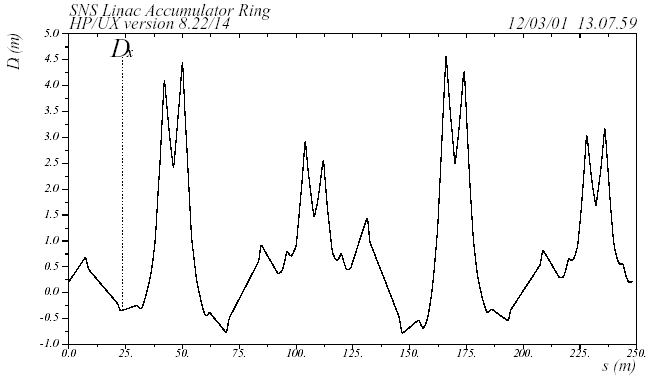 SNS Linac Accumulator Ring
HP/UX version 8.22/14 12/03/01 13.07.59
D (m)
Dx
5.0
4.5
4.0
3.5
3.0
2.5
2.0
1.5
1.0
0.5
0.0
-0.5
-1.0
0.0 25. 50. 75. 100. 125. 150. 175. 200. 225. 250.
s (m)